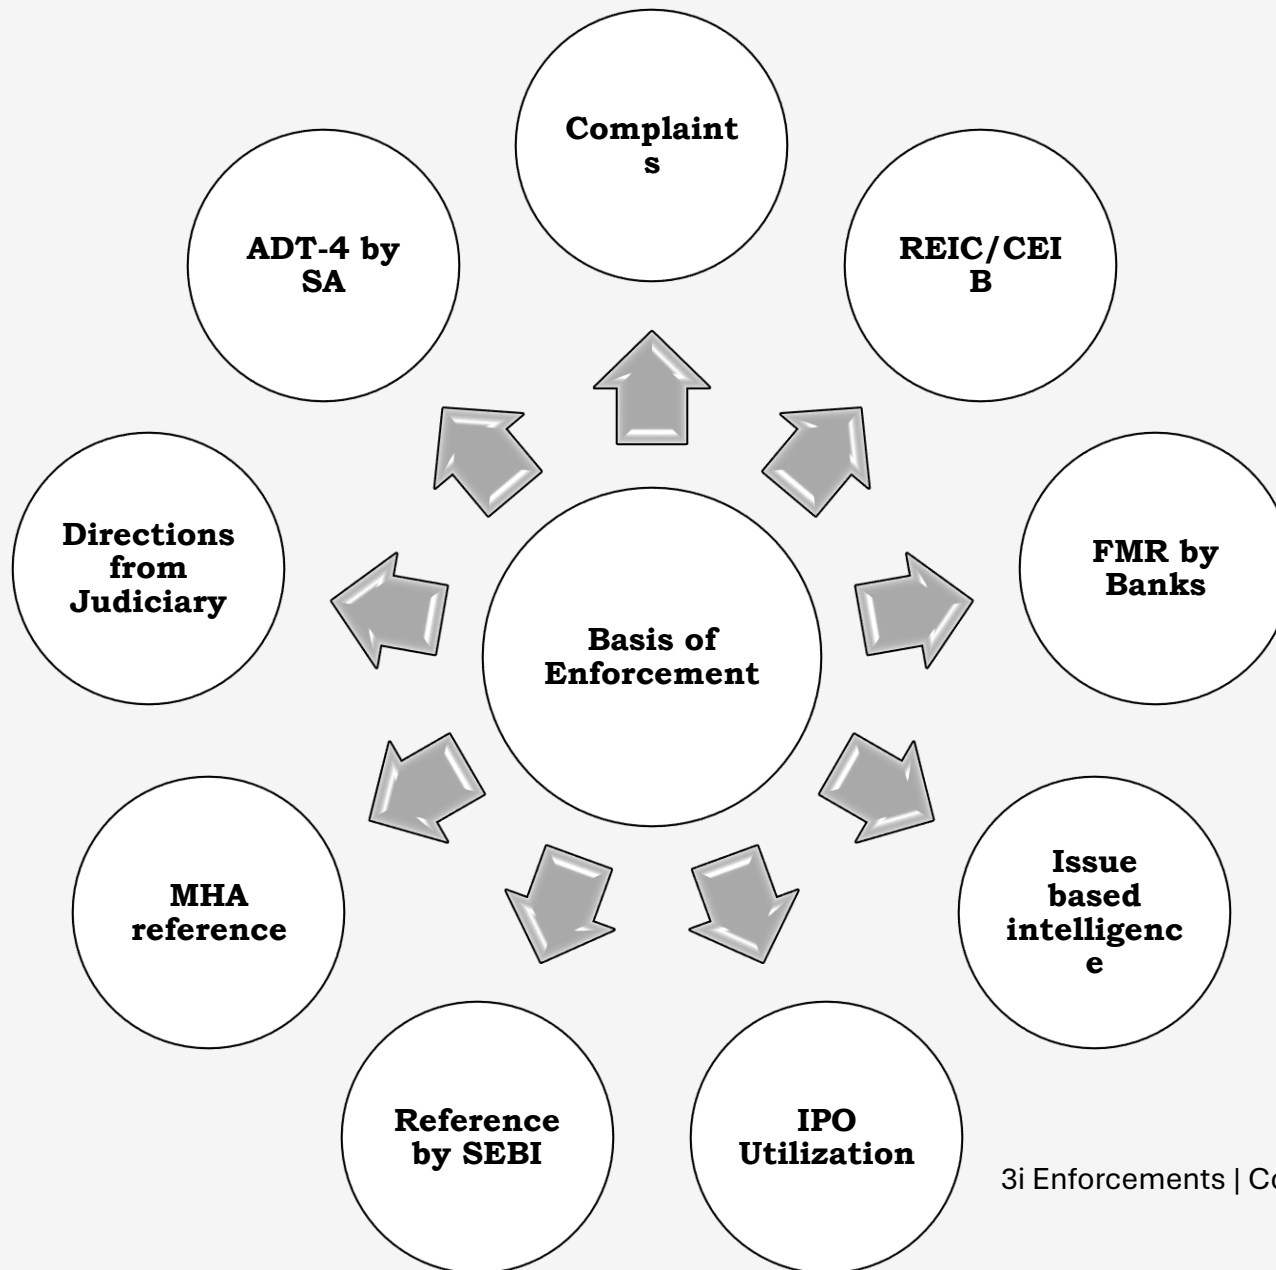 Complaint
s
REIC/CEI
B
FMR by
Banks
Issue
based
intelligenc
e
IPO
Utilization
Reference
by SEBI
MHA
reference
Directions
from
Judiciary
ADT-4 by
SA
Basis of
Enforcement
3i Enforcements | Co